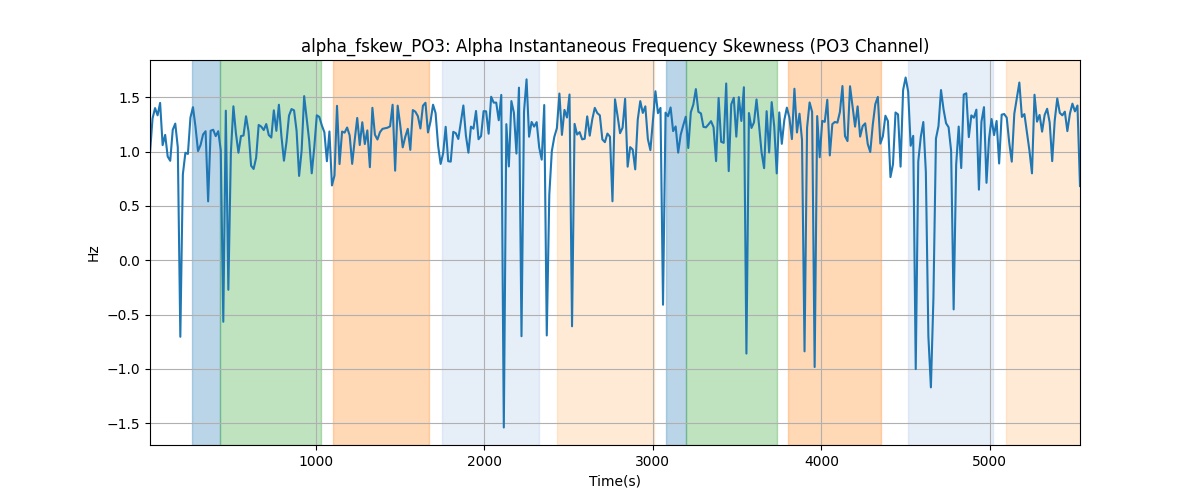 alpha_fskew_PO3: Alpha Instantaneous Frequency Skewness (PO3 Channel)
1.5
1.0
0.5
0.0
−0.5
−1.0
−1.5
Hz
1000 2000 3000 4000 5000
Time(s)